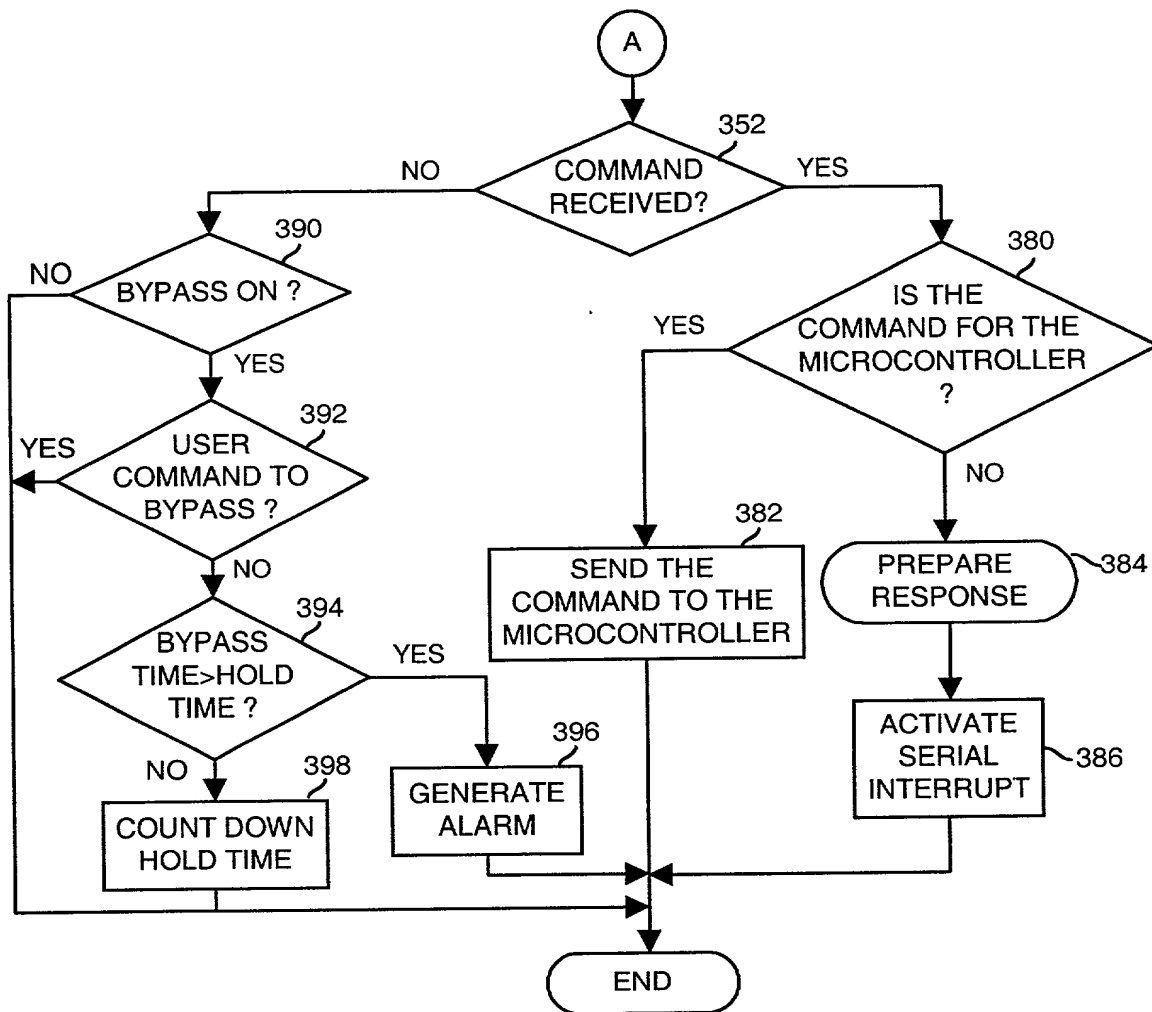 A
352
COMMAND
RECEIVED?
NO
YES
390
BYPASS ON ?
NO
YES
380
IS THE
COMMAND FOR THE
MICROCONTROLLER
?
YES
NO
392
USER
COMMAND TO
BYPASS ?
YES
NO
382
SEND THE
COMMAND TO THE
MICROCONTROLLER
384
PREPARE
RESPONSE
394
BYPASS
TIME>HOLD
TIME ?
YES
NO
386
ACTIVATE
SERIAL
INTERRUPT
396
GENERATE
ALARM
398
COUNT DOWN
HOLD TIME
END